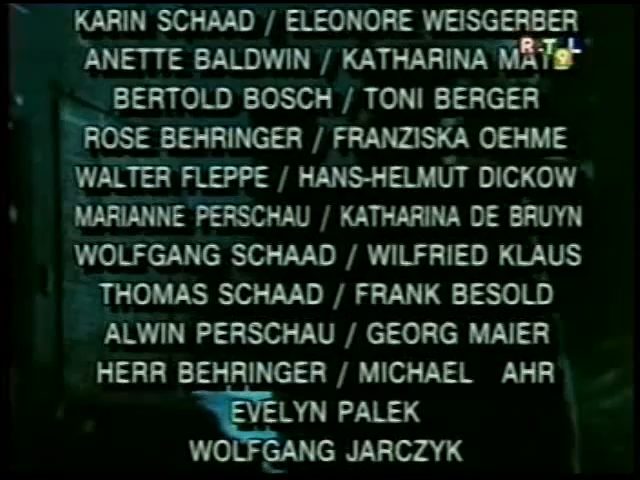 KARIN SCHAAD / ELEONORE WEISGERBER
ANETTE BALDWIN / KATHARINA
RTL
BERTOLD BOSCH / TONI BERGER
ROSE BEHRINGER / FRANZISKA OEHME
WALTER FLEPPE / HANS-HELMUT DICKOW
MARIANNE PERSCHAU / KATHARINA DE BRUYN
WOLFGANG SCHAAD / WILFRIED KLAUS
THOMAS SCHAAD / FRANK BESOLD
ALWIN PERSCHAU / GEORG MAIER
HERR BEHRINGER / MICHAEL AHR
EVELYN PALEK
WOLFGANG JARCZYK